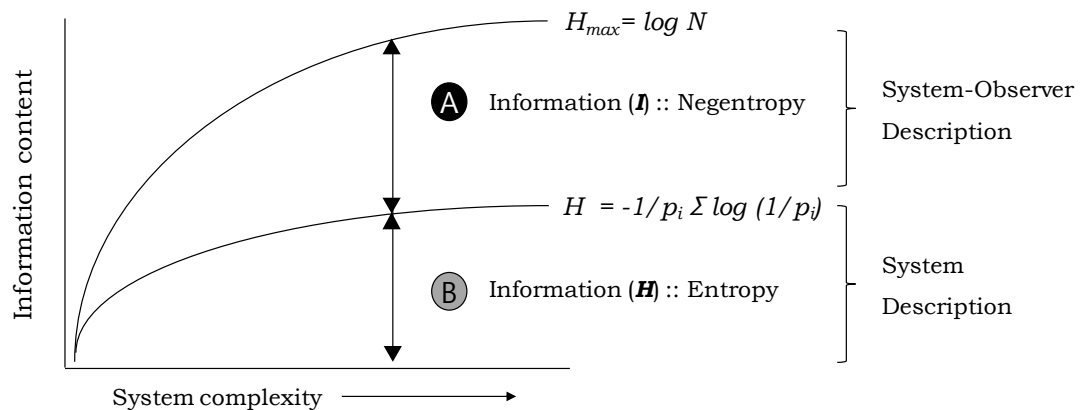 Information content
H_max = log N
A Information (I) :: Negentropy
System-Observer
Description
H = -1/p_i Σ log (1/p_i)
B Information (H) :: Entropy
System
Description
System complexity